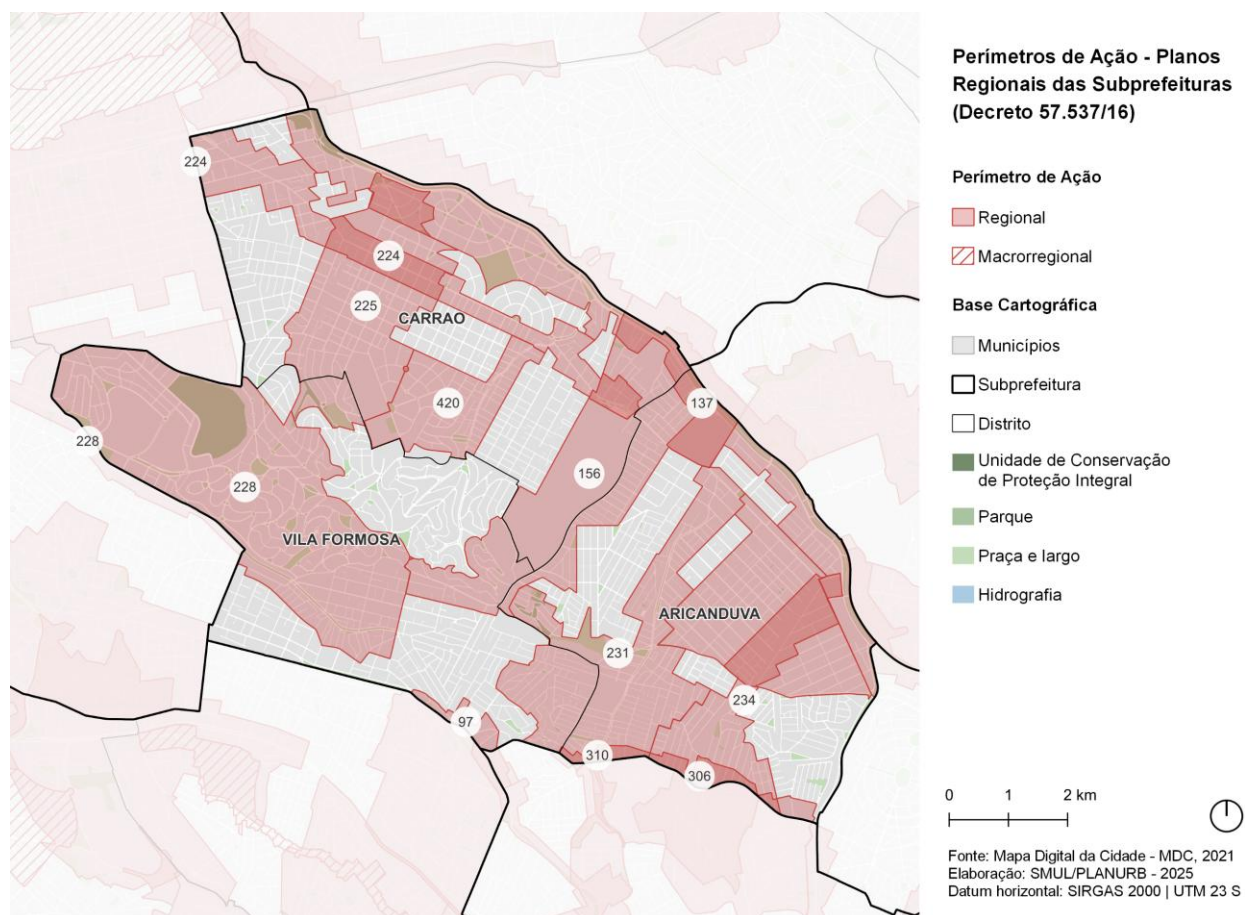 224
224
225
CARRAO
420
137
228
228
156
VILA FORMOSA
ARICANDUVA
231
234
97
310
306
Perímetros de Ação - Planos
Regionais das Subprefeituras
(Decreto 57.537/16)
Perímetro de Ação
Regional
Macrorregional
Base Cartográfica
Municípios
Subprefeitura
Distrito
Unidade de Conservação
de Proteção Integral
Parque
Praça e largo
Hidrografia
0 1 2 km
Fonte: Mapa Digital da Cidade - MDC, 2021
Elaboração: SMUL/PLANURB - 2025
Datum horizontal: SIRGAS 2000 | UTM 23 S